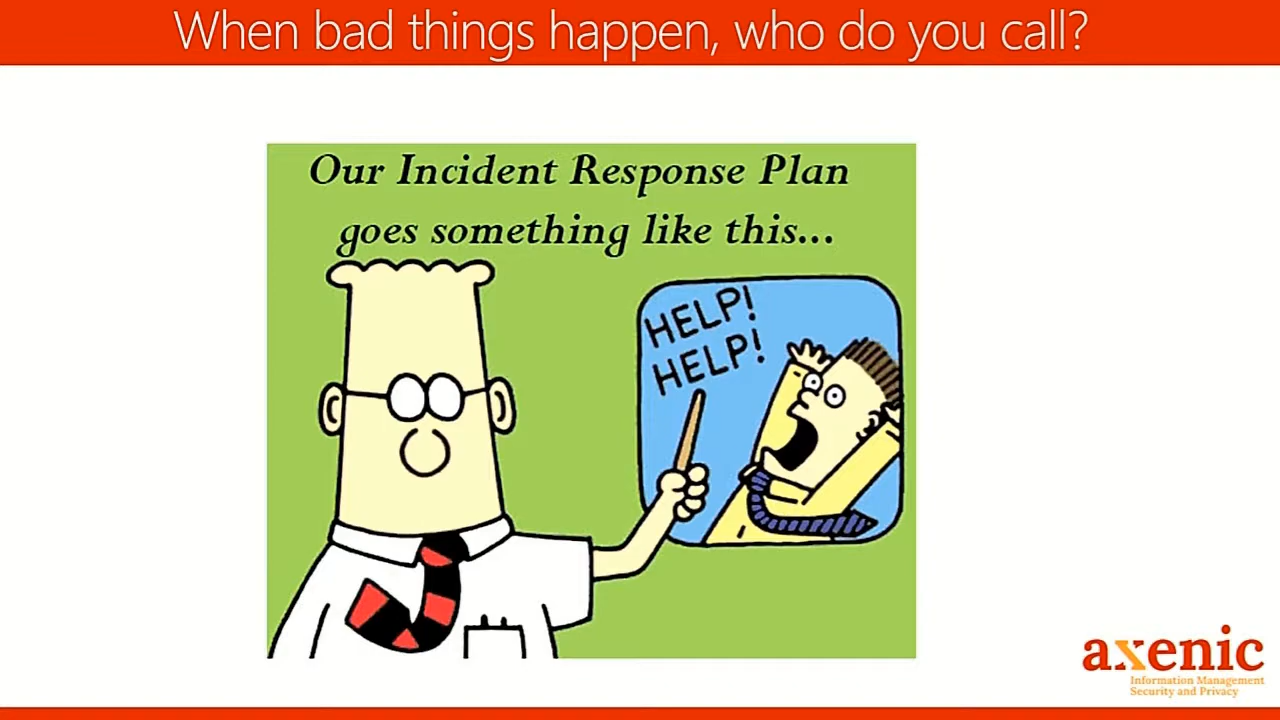 When bad things happen, who do you call?
Our Incident Response Plan
goes something like this...
HELP!
HELP!
axenic
Information Management
Security and Privacy